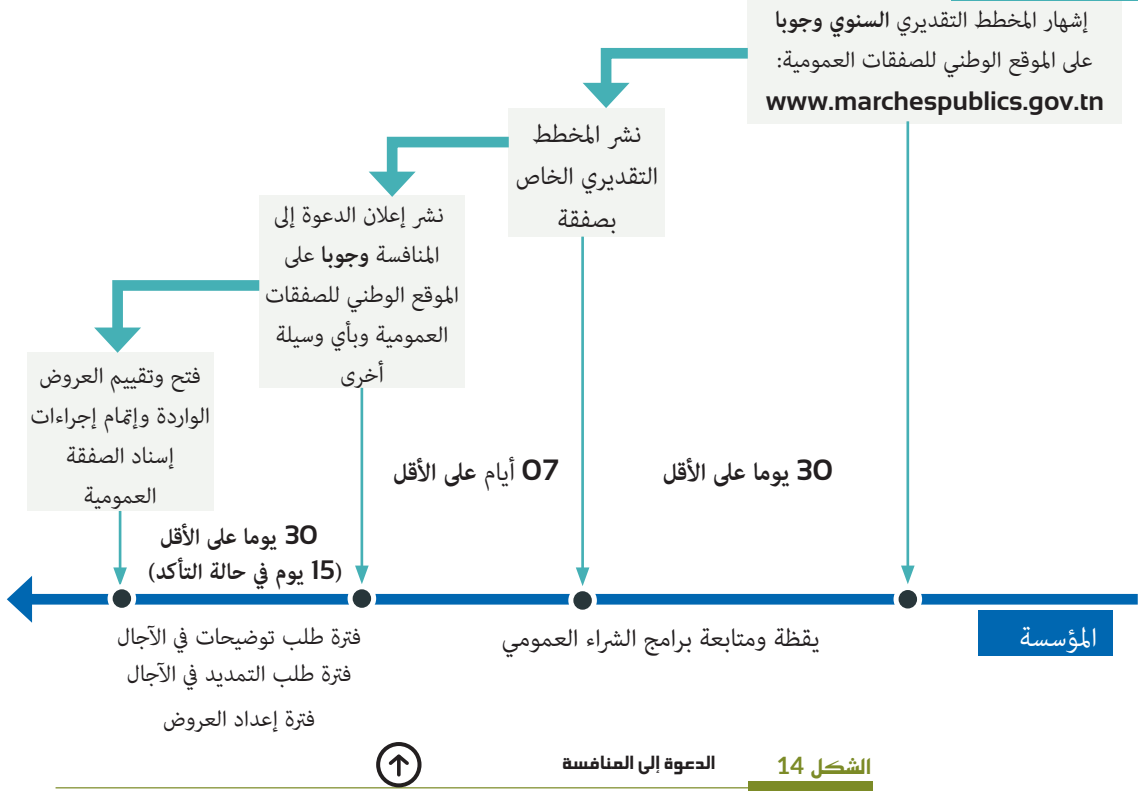 إشهار المخطط التقديري السنوي وجوبا
على الموقع الوطني للصفقات العمومية:
www.marchespublics.gov.tn
نشر المخطط
التقديري الخاص
بصفقة
نشر إعلان الدعوة إلى
المنافسة وجوبا على
الموقع الوطني للصفقات
العمومية وبأي وسيلة
أخرى
فتح وتقييم العروض
الواردة وإتمام إجراءات
إسناد الصفقة
العمومية
30 يوما على الأقل
07 أيام على الأقل
30 يوما على الأقل
(15 يوم في حالة التأكد)
المؤسسة
يقظة ومتابعة برامج الشراء العمومي
فترة طلب توضيحات في الآجال
فترة طلب التمديد في الآجال
فترة إعداد العروض
الشكل 14
الدعوة إلى المنافسة